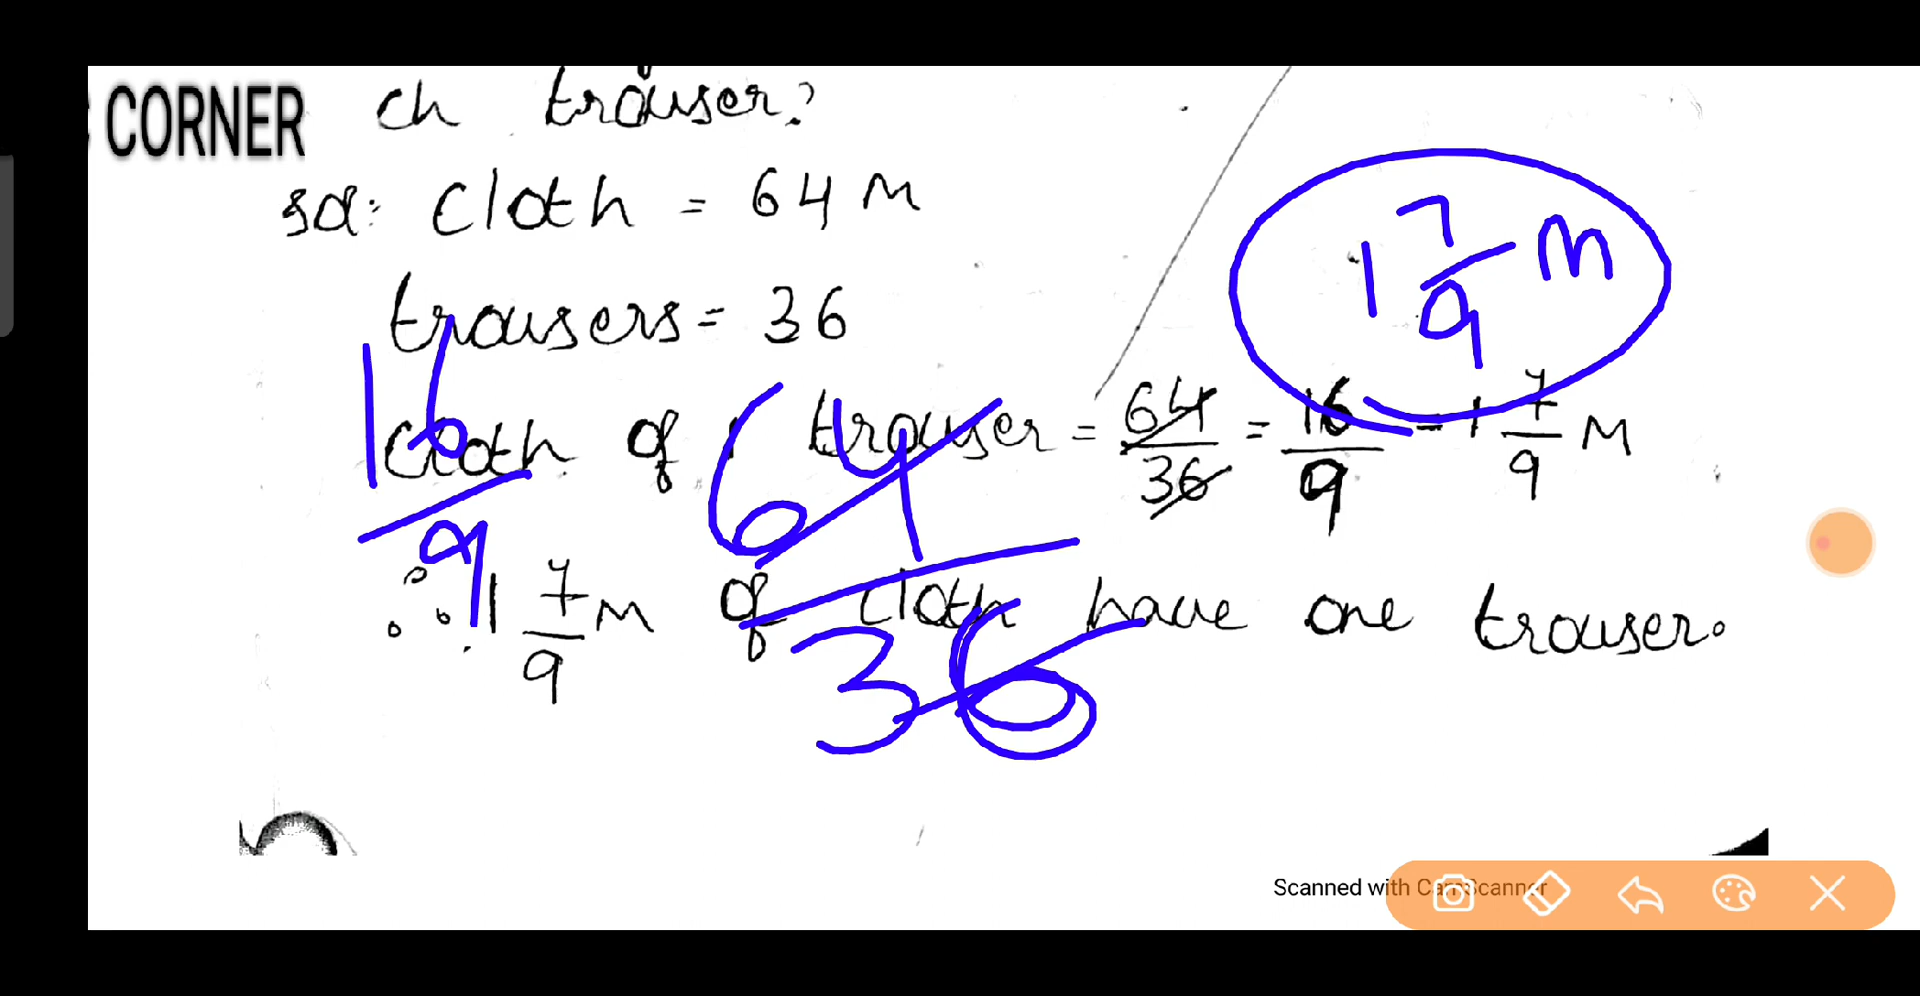 CORNER
ch trouser?
sol: cloth = 64 M
trousers = 36
cloth of 1 trouser = 64/36 = 16/9 = 1 7/9 M
∴ 1 7/9 M of cloth have one trouser.
1 7/9 m
16/9
64/36
Scanned with CamScanner